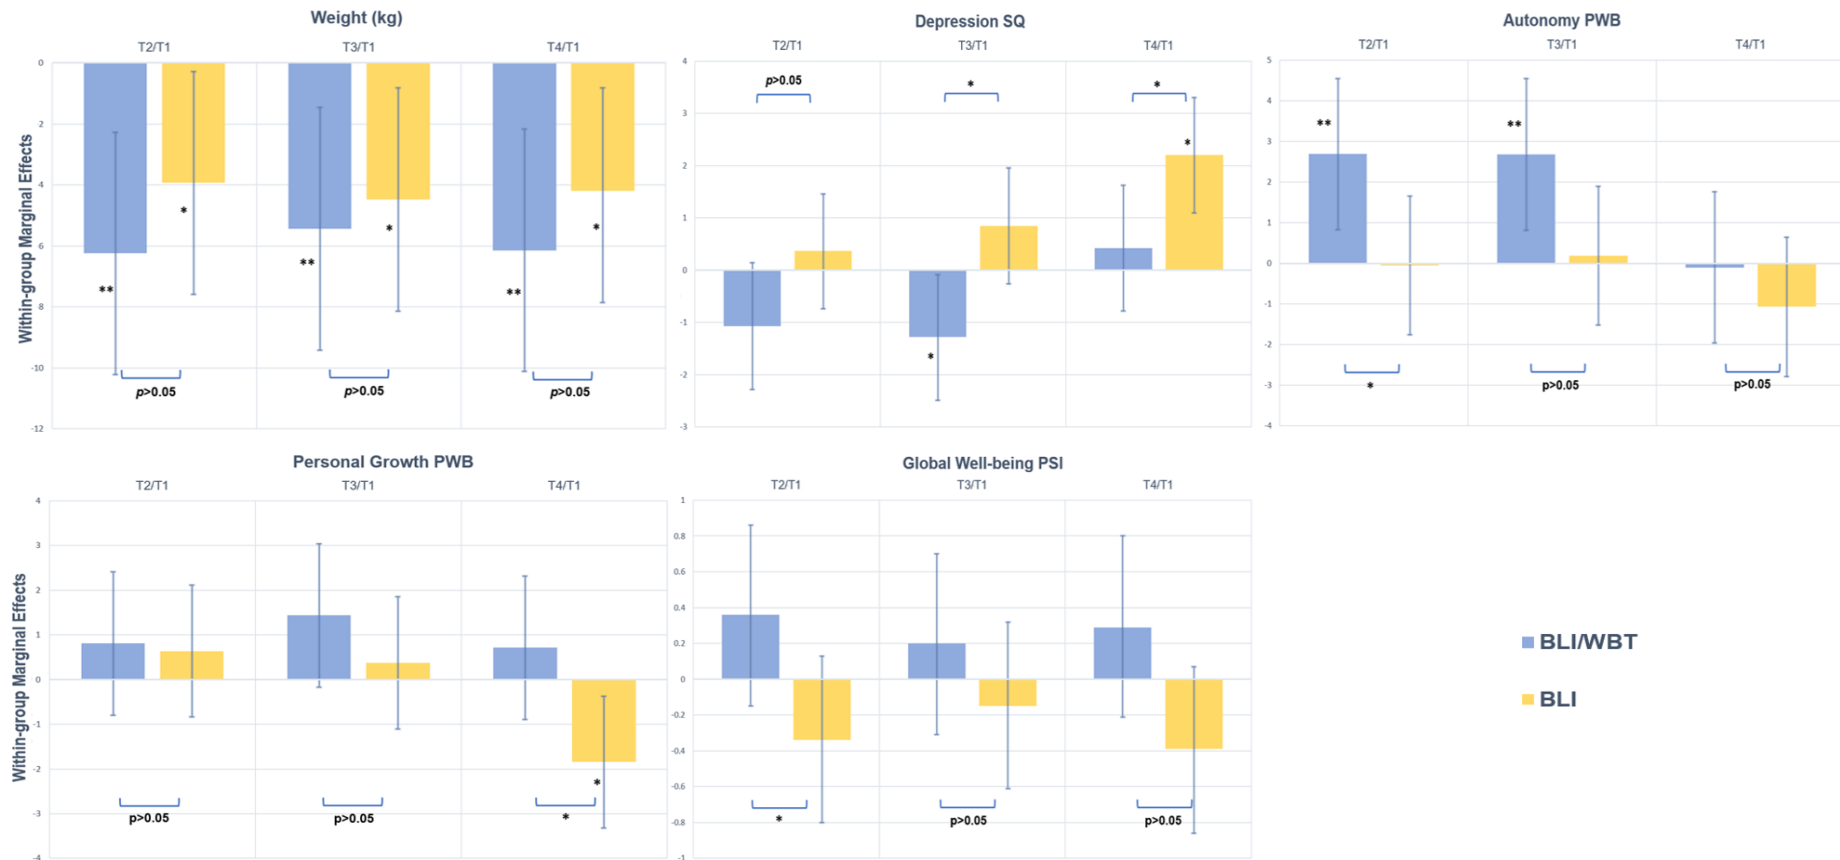 Weight (kg)
T2/T1 T3/T1 T4/T1
Within-group Marginal Effects
0
2
4
6
8
-10
-12
** * ** * ** *
p>0.05 p>0.05 p>0.05
Depression SQ
T2/T1 T3/T1 T4/T1
4
3
2
1
0
-1
-2
-3
p>0.05 * *
*
*
Autonomy PWB
T2/T1 T3/T1 T4/T1
5
4
3
2
1
0
-1
-2
-3
-4
** **
* p>0.05 p>0.05
Personal Growth PWB
T2/T1 T3/T1 T4/T1
Within-group Marginal Effects
4
3
2
1
0
-1
-2
-3
-4
*
p>0.05 p>0.05 *
Global Well-being PSI
T2/T1 T3/T1 T4/T1
1
0.8
0.6
0.4
0.2
0
-0.2
-0.4
-0.6
-0.8
-1
* p>0.05 p>0.05
BLI/WBT
BLI